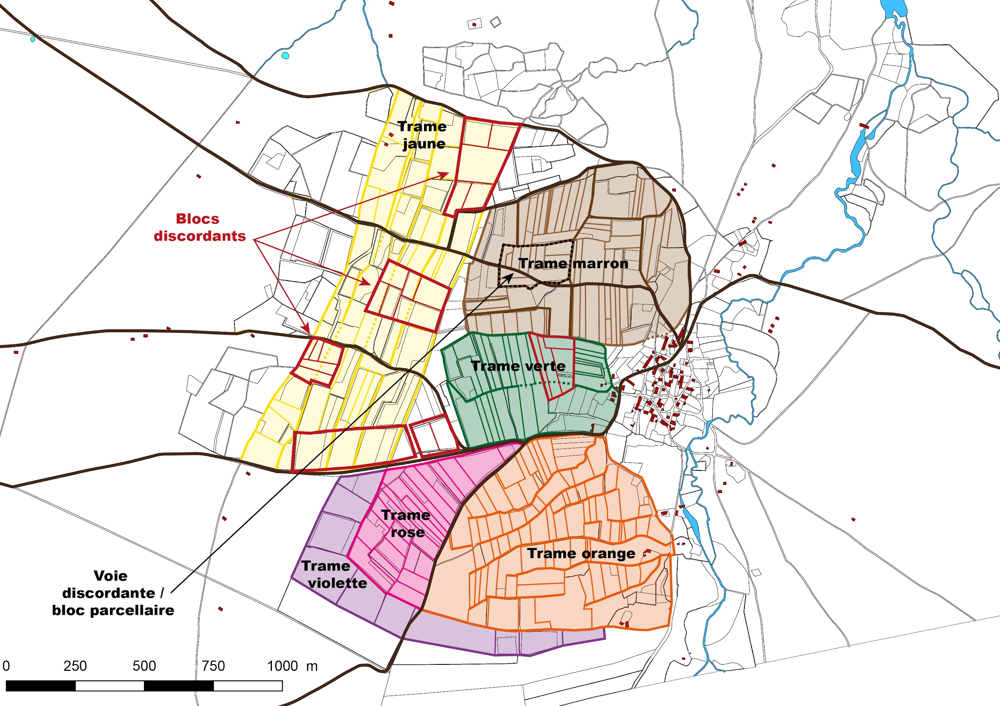 Trame
jaune
Blocs
discordants
Trame marron
Trame verte
Trame
rose
Trame orange
Trame
violette
Voie
discordante /
bloc parcellaire
0 250 500 750 1000 m